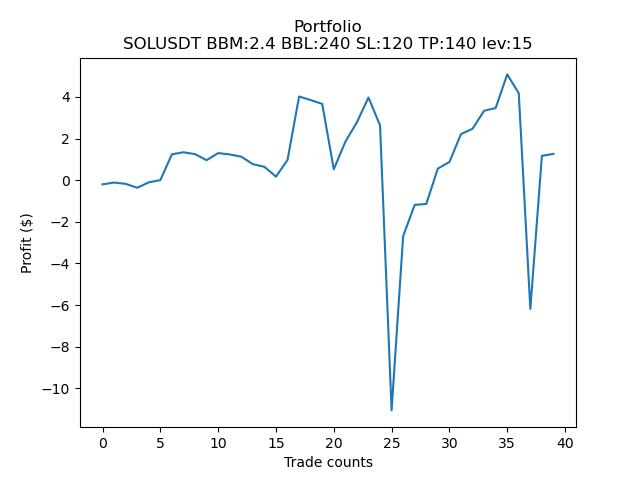 Portfolio
SOLUSDT BBM:2.4 BBL:240 SL:120 TP:140 lev:15
Profit ($)
4
2
0
−2
−4
−6
−8
−10
0 5 10 15 20 25 30 35 40
Trade counts